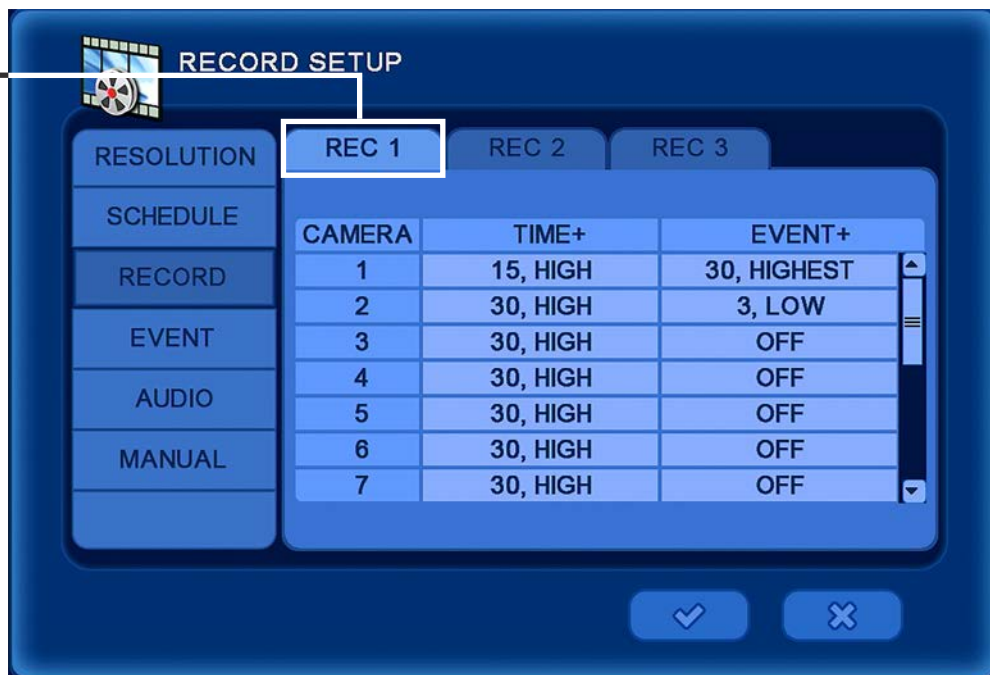 RECORD SETUP
REC 1 REC 2 REC 3
RESOLUTION
SCHEDULE
RECORD
EVENT
AUDIO
MANUAL
CAMERA TIME+ EVENT+
1 15, HIGH 30, HIGHEST
2 30, HIGH 3, LOW
3 30, HIGH OFF
4 30, HIGH OFF
5 30, HIGH OFF
6 30, HIGH OFF
7 30, HIGH OFF